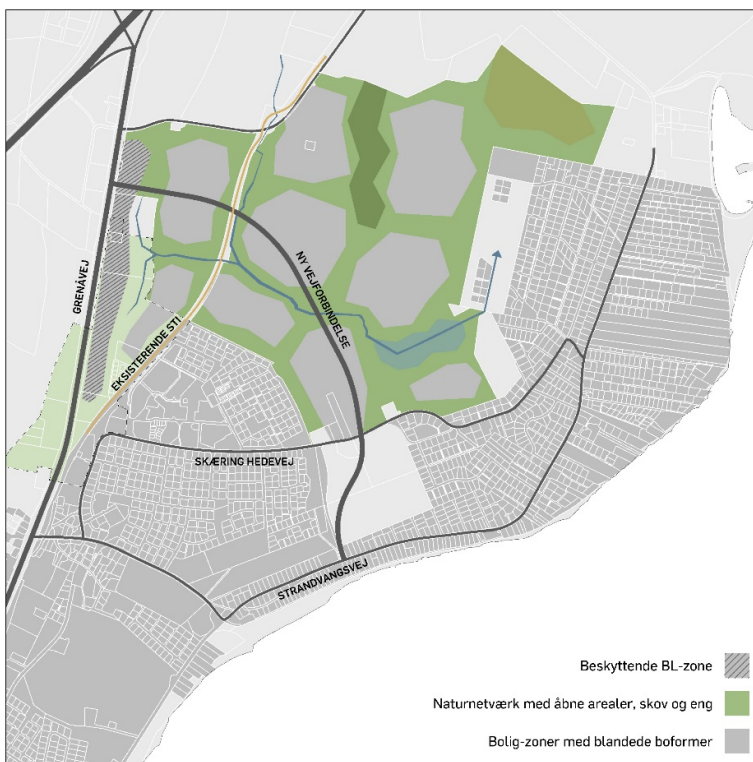 GRENÅVEJ
EKSISTERENDE STI
NY VEJFORBINDELSE
SKÆRING HEDEVEJ
STRANDVANGSVEJ
Beskyttende BL-zone
Naturnetværk med åbne arealer, skov og eng
Bolig-zoner med blandede boformer